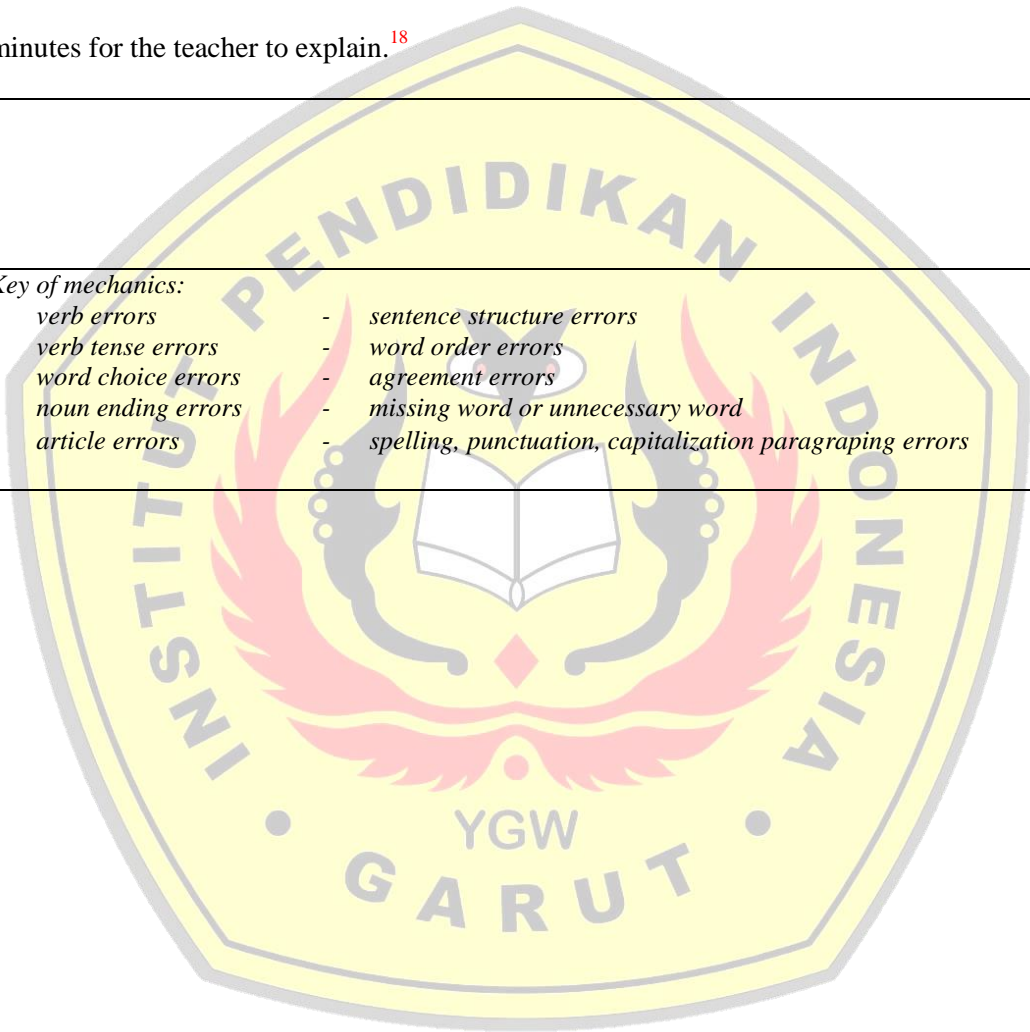 minutes for the teacher to explain.18
Key of mechanics:
verb errors - sentence structure errors
verb tense errors - word order errors
word choice errors - agreement errors
noun ending errors - missing word or unnecessary word
article errors - spelling, punctuation, capitalization paragraping errors
INSTITUT PENDIDIKAN INDONESIA
YGW
GARUT